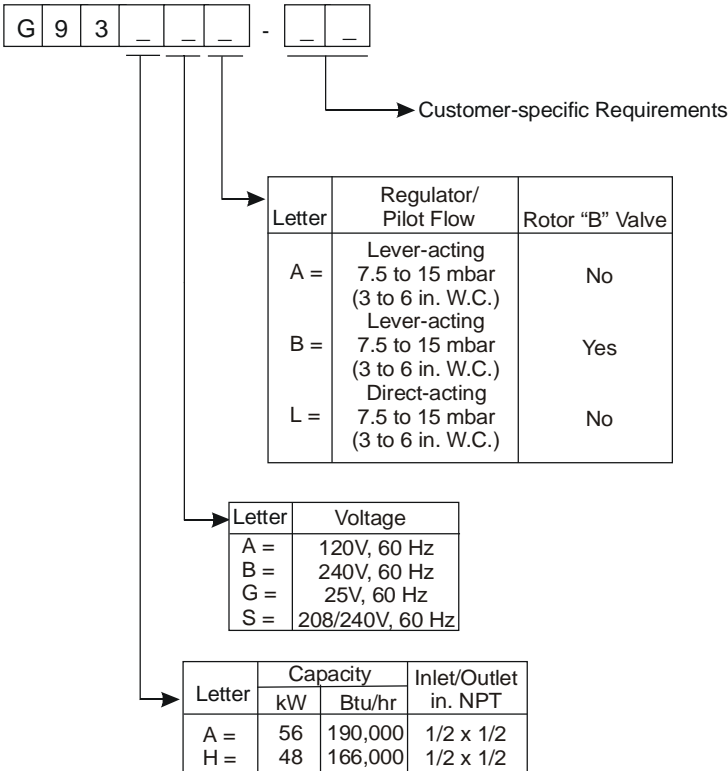 G 9 3 _ _ _ - _ _
Customer-specific Requirements
Letter Regulator/ Pilot Flow Rotor “B” Valve
A = Lever-acting 7.5 to 15 mbar (3 to 6 in. W.C.) No
B = Lever-acting 7.5 to 15 mbar (3 to 6 in. W.C.) Yes
L = Direct-acting 7.5 to 15 mbar (3 to 6 in. W.C.) No
Letter Voltage
A = 120V, 60 Hz
B = 240V, 60 Hz
G = 25V, 60 Hz
S = 208/240V, 60 Hz
Letter Capacity kW Btu/hr Inlet/Outlet in. NPT
A = 56 190,000 1/2 x 1/2
H = 48 166,000 1/2 x 1/2